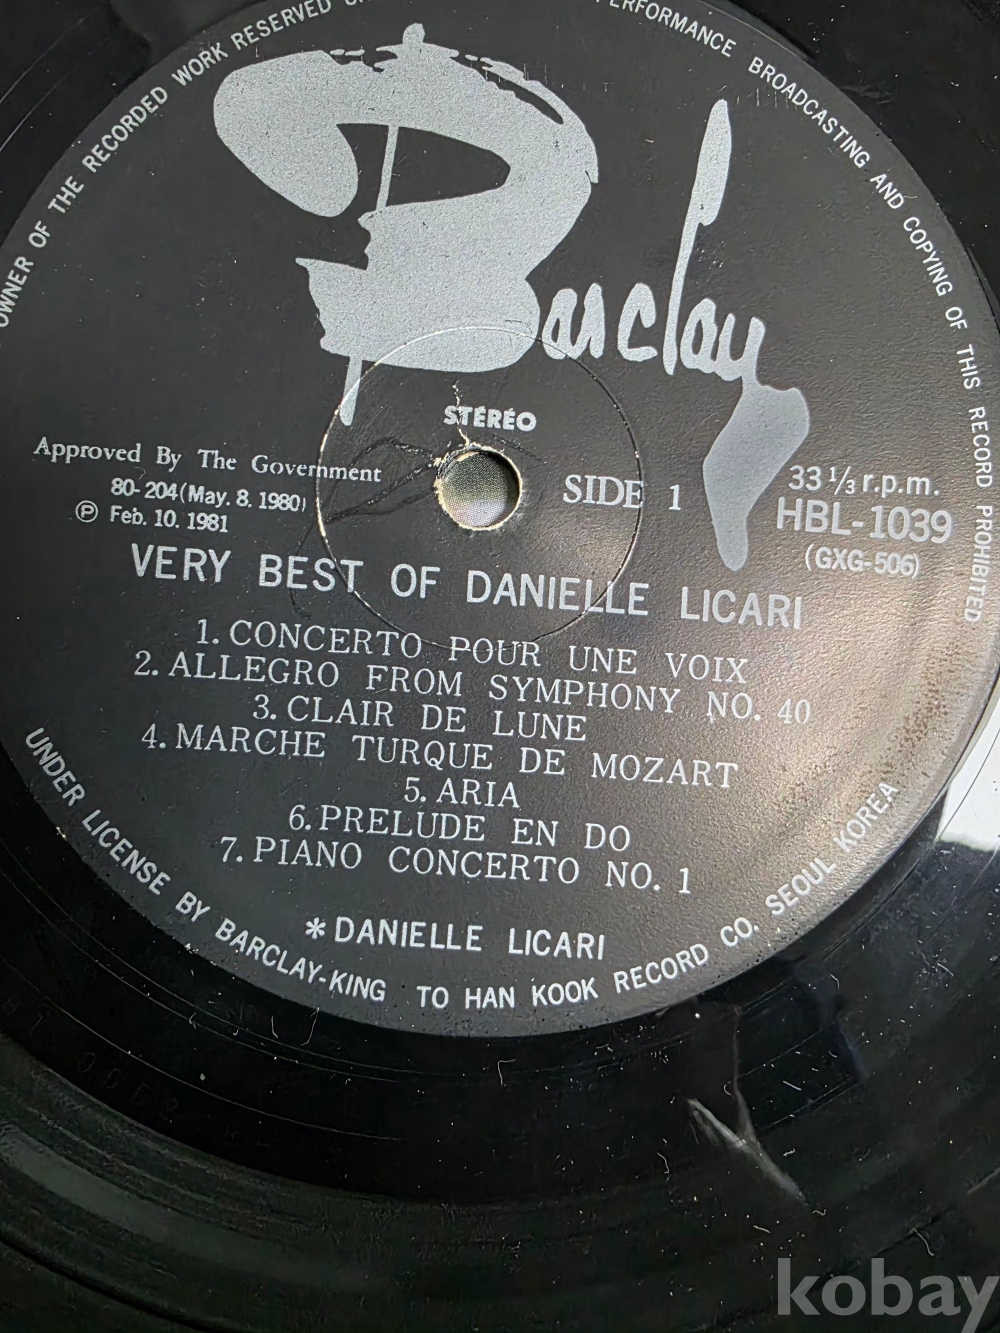 OWNER OF THE RECORDED WORK RESERVED
PERFORMANCE BROADCASTING AND COPYING OF THIS RECORD PROHIBITED
Barclay
STÉRÉO
Approved By The Government
80-204(May. 8. 1980)
℗ Feb. 10. 1981
SIDE 1
33 1/3 r.p.m.
HBL-1039
(GXG-506)
VERY BEST OF DANIELLE LICARI
1. CONCERTO POUR UNE VOIX
2. ALLEGRO FROM SYMPHONY NO. 40
3. CLAIR DE LUNE
4. MARCHE TURQUE DE MOZART
5. ARIA
6. PRELUDE EN DO
7. PIANO CONCERTO NO. 1
*DANIELLE LICARI
UNDER LICENSE BY BARCLAY-KING TO HAN KOOK RECORD CO. SEOUL KOREA
kobay